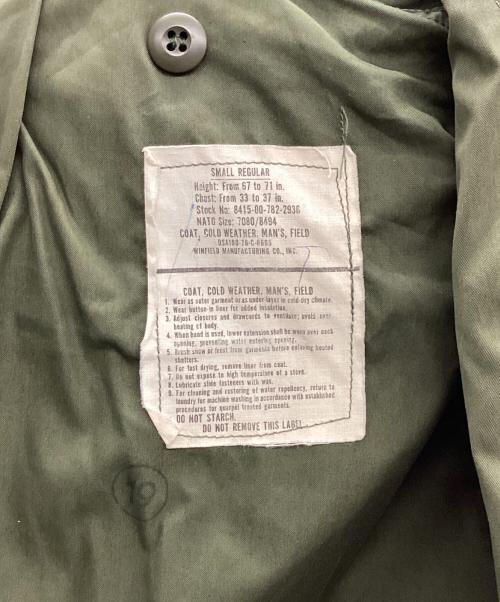 SMALL REGULAR
Height: From 67 to 71 in.
Chest: From 33 to 37 in.
Stock No: 8415-00-782-2936
NATO Size: 7080/8494
COAT, COLD WEATHER, MAN'S, FIELD
DSA100-76-C-0605
WINFIELD MANUFACTURING CO., INC.
COAT, COLD WEATHER, MAN'S, FIELD
1. Wear as outer garment or as under-layer in cold-dry climate.
2. Wear button-in liner for added insulation.
3. Adjust closures and drawcords to ventilate; avoid over
heating of body.
4. When hood is used, lower extension shall be worn over neck
opening, preventing water entering opening.
5. Brush snow or frost from garments before entering heated
shelters.
6. For fast drying, remove liner from coat.
7. Do not expose to high temperature of a stove.
8. Lubricate slide fasteners with wax.
9. For cleaning and restoring of water repellency, return to
laundry for machine washing in accordance with established
procedures for quarpel treated garments.
DO NOT STARCH.
DO NOT REMOVE THIS LABEL